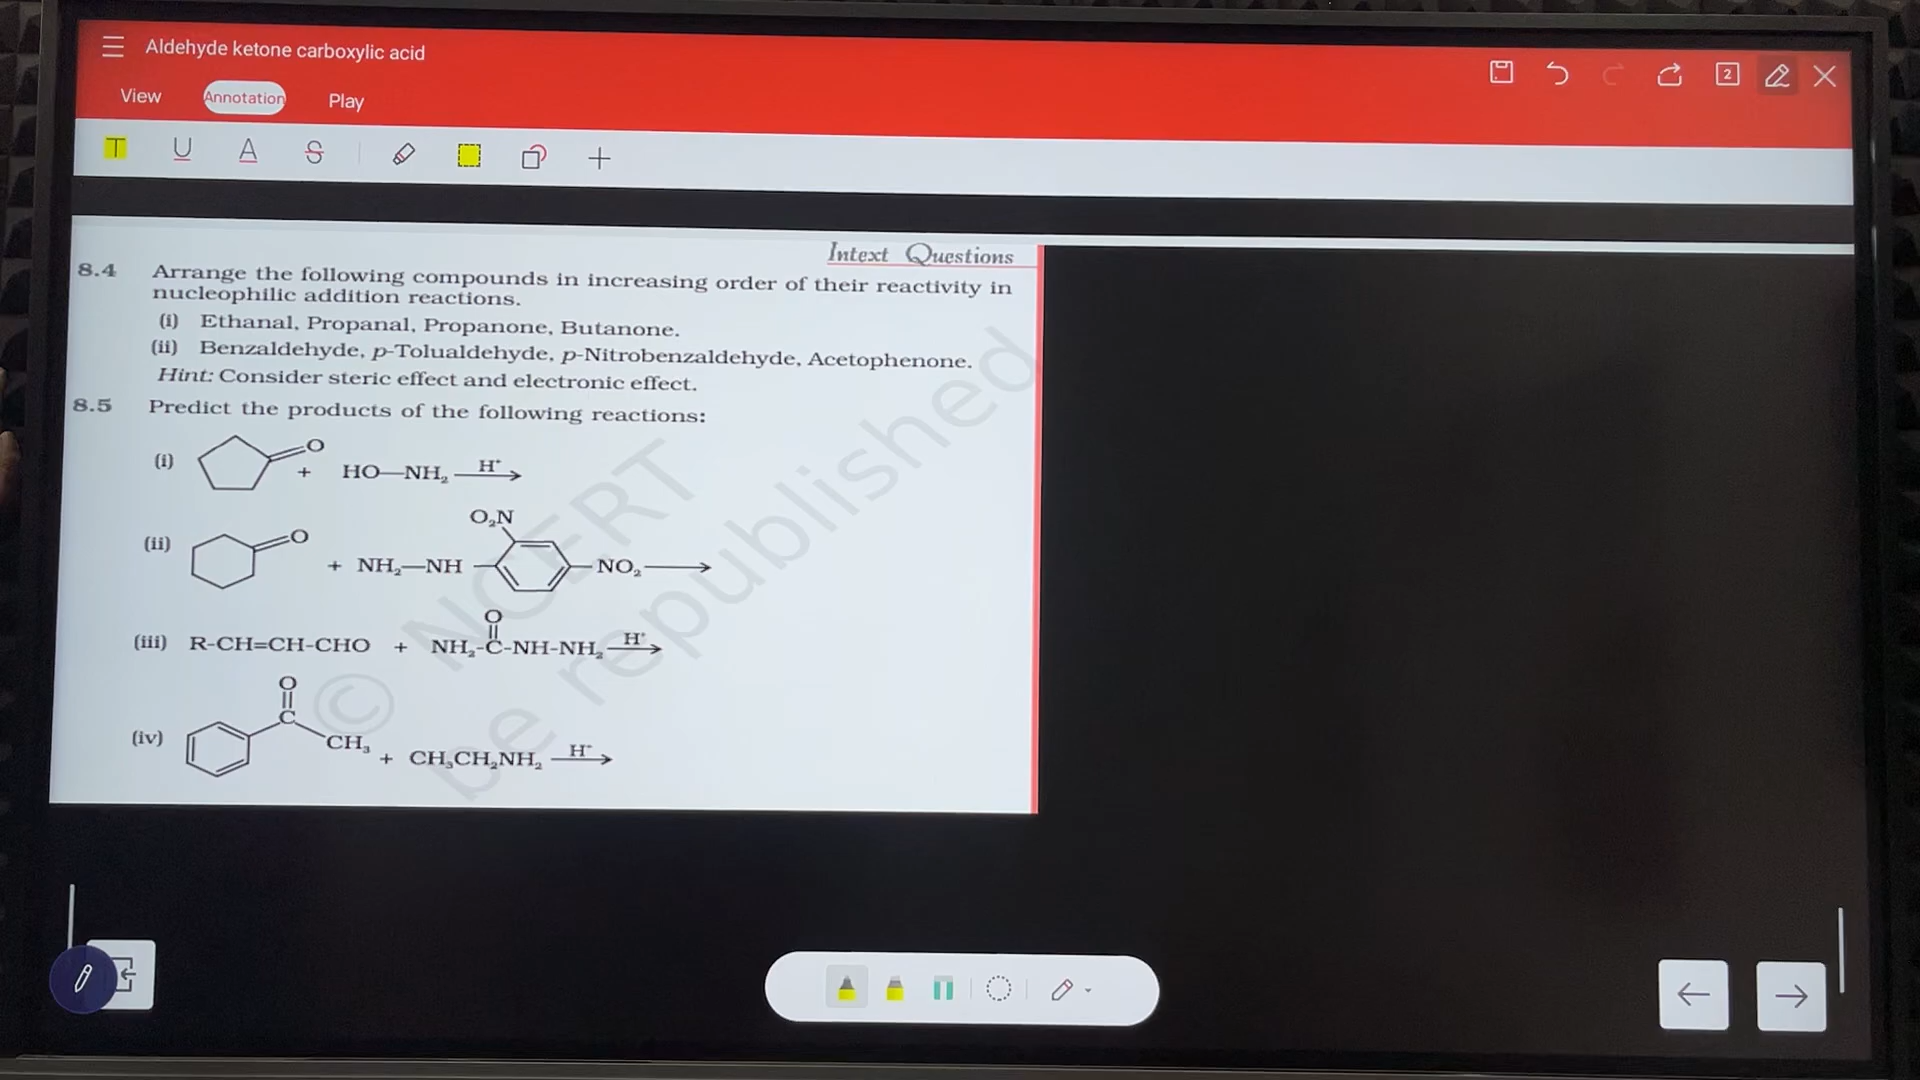 Aldehyde ketone carboxylic acid
View Annotation Play
T U A S
2
Intext Questions
8.4 Arrange the following compounds in increasing order of their reactivity in
nucleophilic addition reactions.
(i) Ethanal, Propanal, Propanone, Butanone.
(ii) Benzaldehyde, p-Tolualdehyde, p-Nitrobenzaldehyde, Acetophenone.
Hint: Consider steric effect and electronic effect.
8.5 Predict the products of the following reactions:
(i) O + HO—NH₂ H⁺ →
O₂N
(ii) O + NH₂—NH NO₂ →
O
(iii) R-CH=CH-CHO + NH₂-C-NH-NH₂ H⁺ →
O
C
(iv) CH₃ + CH₃CH₂NH₂ H⁺ →
© NCERT
be republished